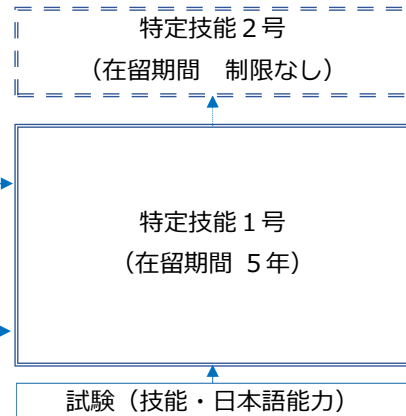 特定技能２号
（在留期間　制限なし）
特定技能１号
（在留期間 ５年）
試験（技能・日本語能力）